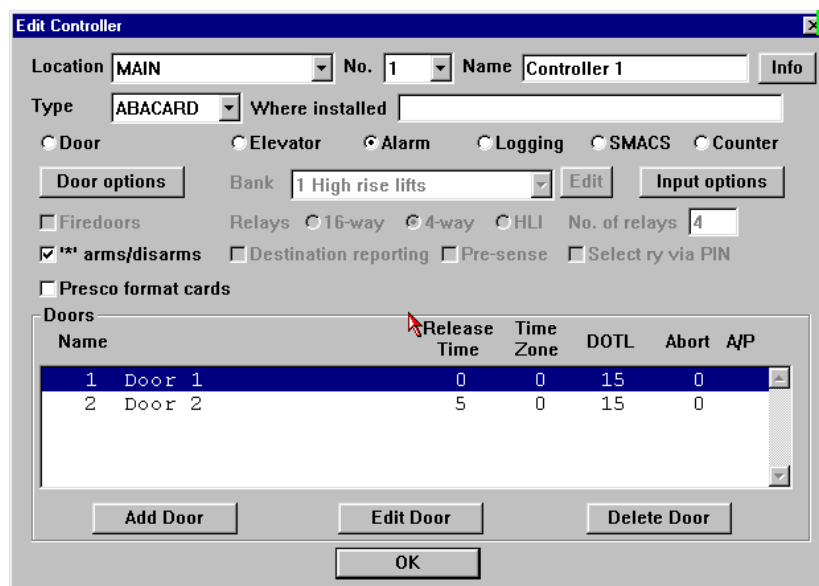 Edit Controller
Location MAIN No. 1 Name Controller 1 Info
Type ABACARD Where installed
Door Elevator Alarm Logging SMACS Counter
Door options Bank 1 High rise lifts Edit Input options
Firedoors Relays 16-way 4-way HLI No. of relays 4
'*' arms/disarms Destination reporting Pre-sense Select ry via PIN
Presco format cards
Doors
Name Release Time Time Zone DOTL Abort A/P
1 Door 1 0 0 15 0
2 Door 2 5 0 15 0
Add Door Edit Door Delete Door
OK